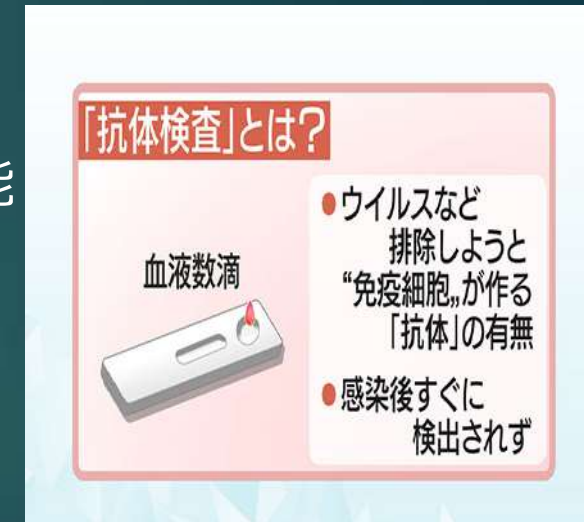 能
「抗体検査」とは?
血液数滴
●ウイルスなど
排除しようと
“免疫細胞„が作る
「抗体」の有無
●感染後すぐに
検出されず